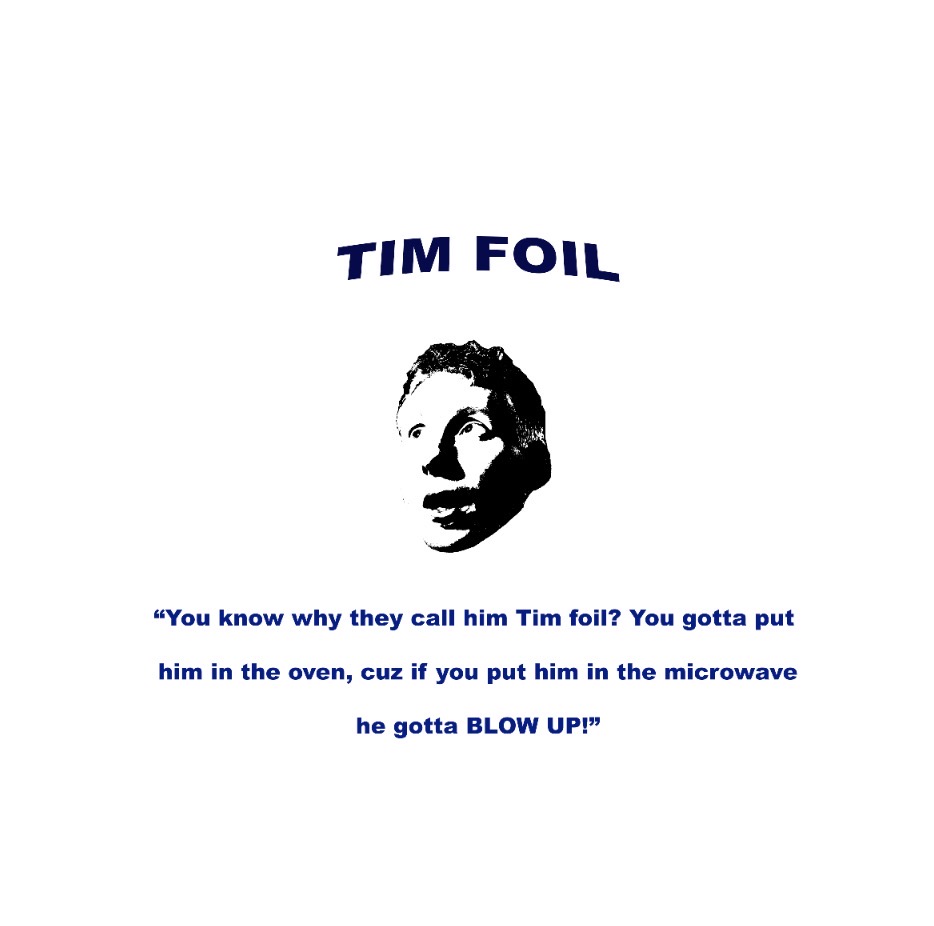 TIM FOIL
“You know why they call him Tim foil? You gotta put
him in the oven, cuz if you put him in the microwave
he gotta BLOW UP!”